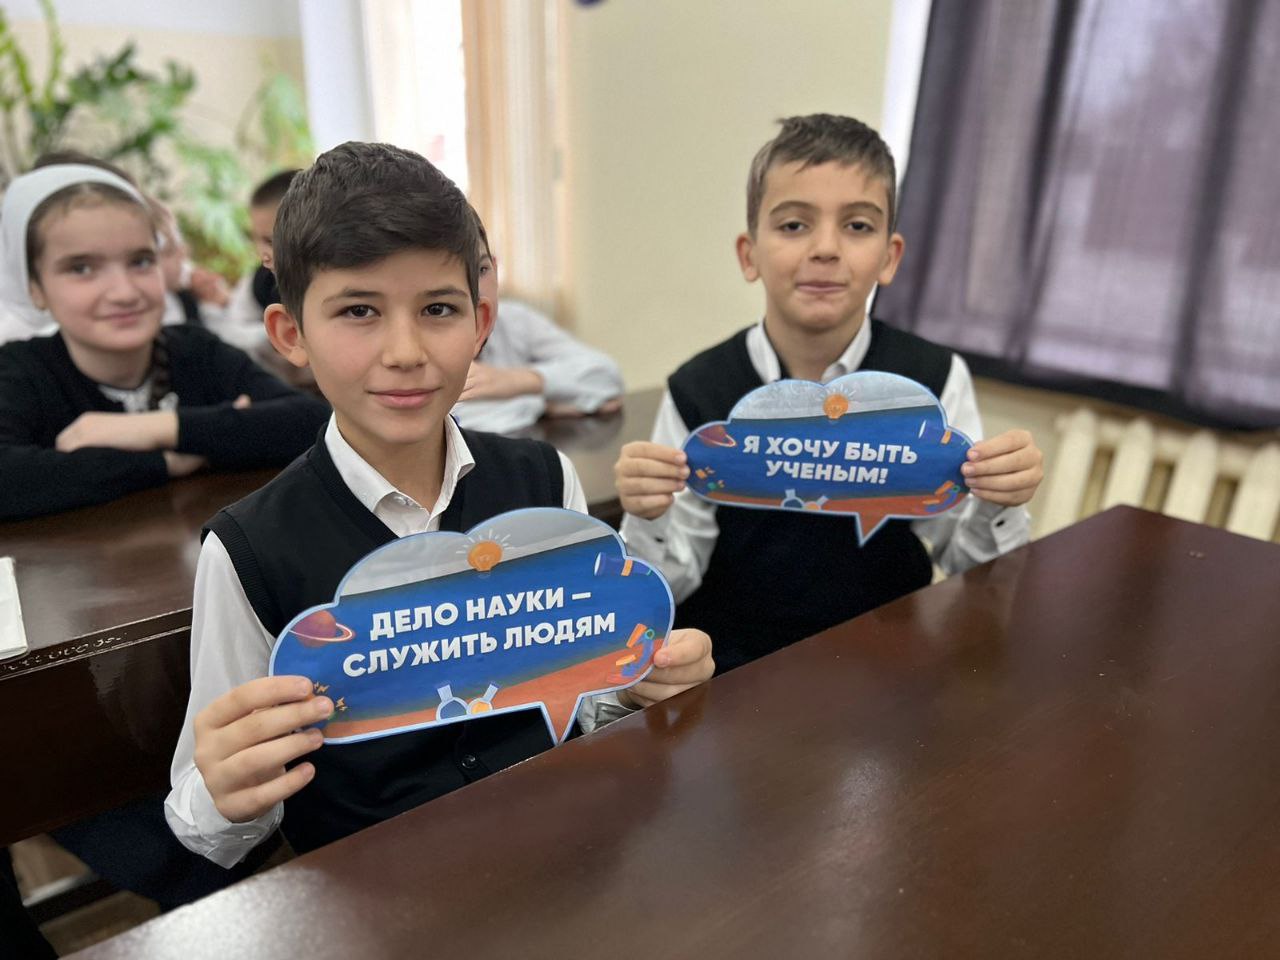 ДЕЛО НАУКИ –
СЛУЖИТЬ ЛЮДЯМ
Я ХОЧУ БЫТЬ
УЧЕНЫМ!